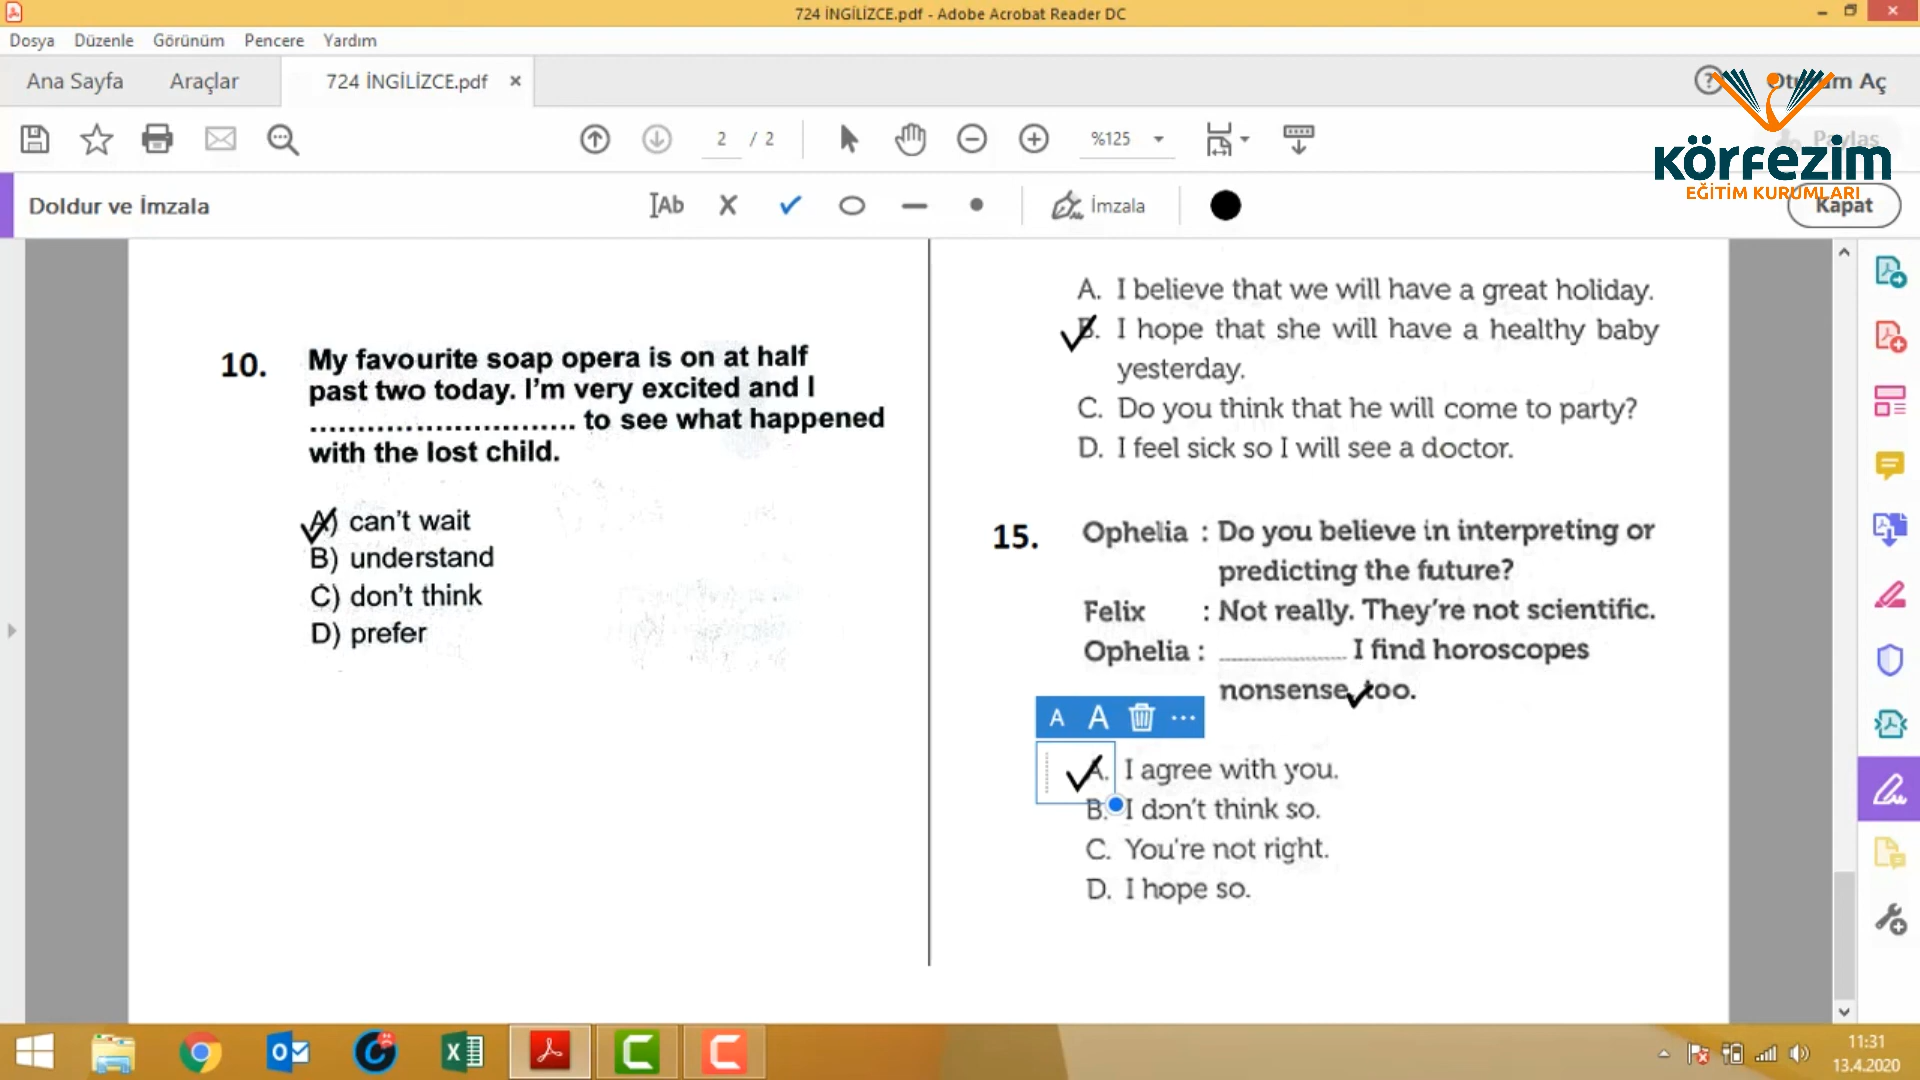 724 İNGİLİZCE.pdf - Adobe Acrobat Reader DC
Dosya Düzenle Görünüm Pencere Yardım
Ana Sayfa Araçlar 724 İNGİLİZCE.pdf × Oturum Aç
2 / 2 %125 Paylaş
körfezim
EĞİTİM KURUMLARI
Doldur ve İmzala İmzala Kapat
10. My favourite soap opera is on at half
past two today. I'm very excited and I
............................ to see what happened
with the lost child.
A) can't wait
B) understand
C) don't think
D) prefer
A. I believe that we will have a great holiday.
B. I hope that she will have a healthy baby
yesterday.
C. Do you think that he will come to party?
D. I feel sick so I will see a doctor.
15. Ophelia : Do you believe in interpreting or
predicting the future?
Felix : Not really. They're not scientific.
Ophelia : .................... I find horoscopes
nonsense, too.
A A
A. I agree with you.
B. I don't think so.
C. You're not right.
D. I hope so.
11:31
13.4.2020